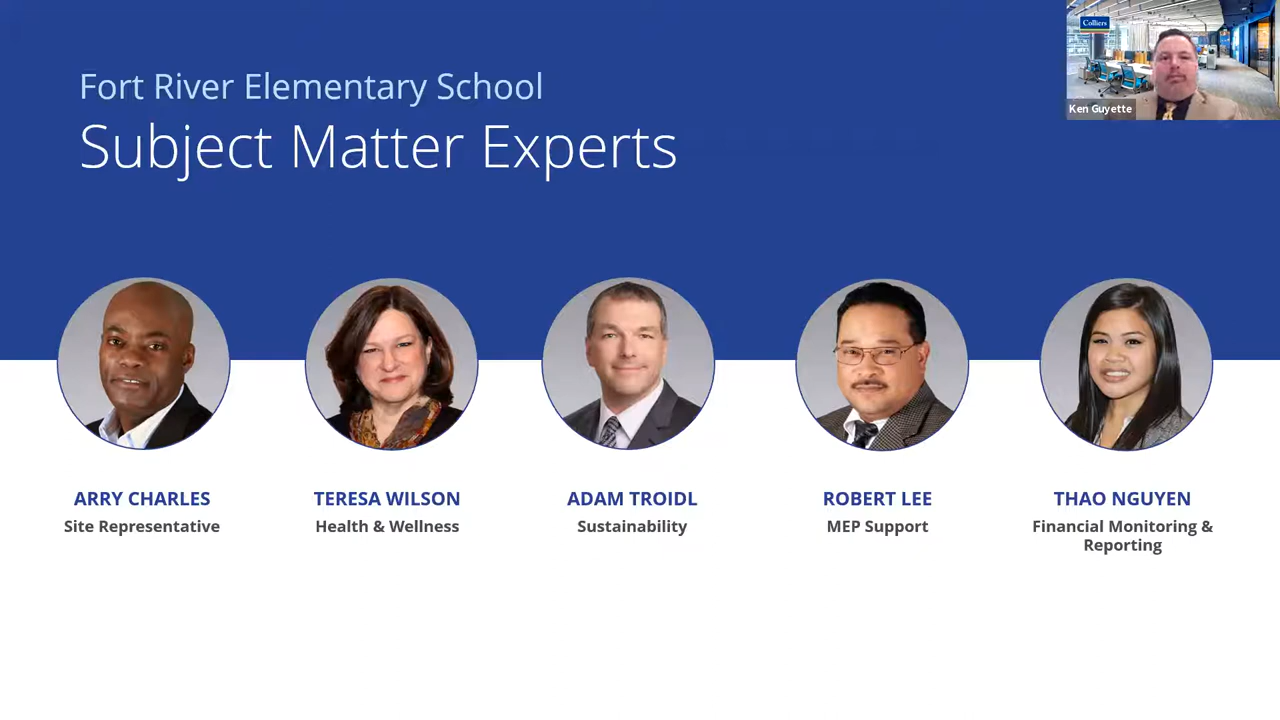 Fort River Elementary School
Subject Matter Experts
Colliers
Ken Guyette
ARRY CHARLES
Site Representative
TERESA WILSON
Health & Wellness
ADAM TROIDL
Sustainability
ROBERT LEE
MEP Support
THAO NGUYEN
Financial Monitoring &
Reporting